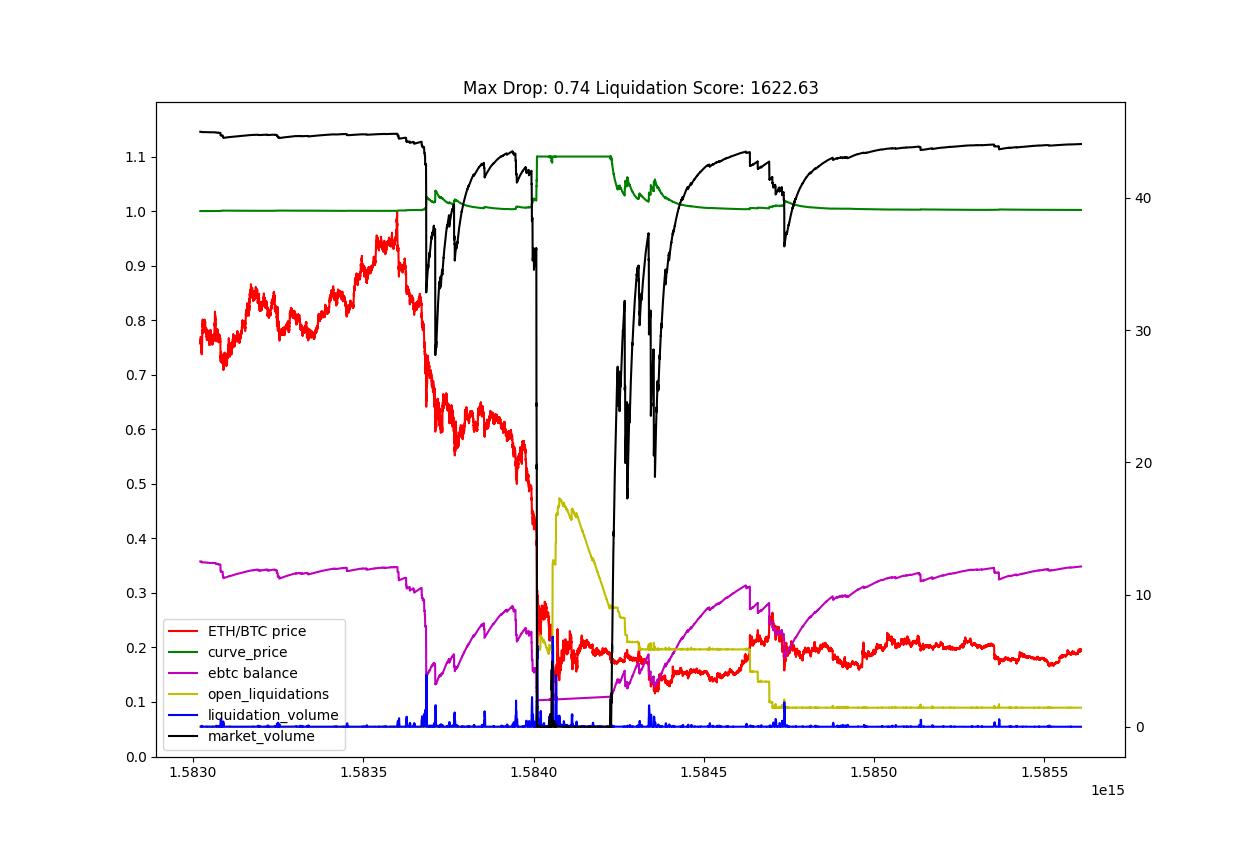 Max Drop: 0.74 Liquidation Score: 1622.63
1.1
1.0
0.9
0.8
0.7
0.6
0.5
0.4
0.3
0.2
0.1
0.0
40
30
20
10
0
ETH/BTC price
curve_price
ebtc balance
open_liquidations
liquidation_volume
market_volume
1.5830 1.5835 1.5840 1.5845 1.5850 1.5855
1e15